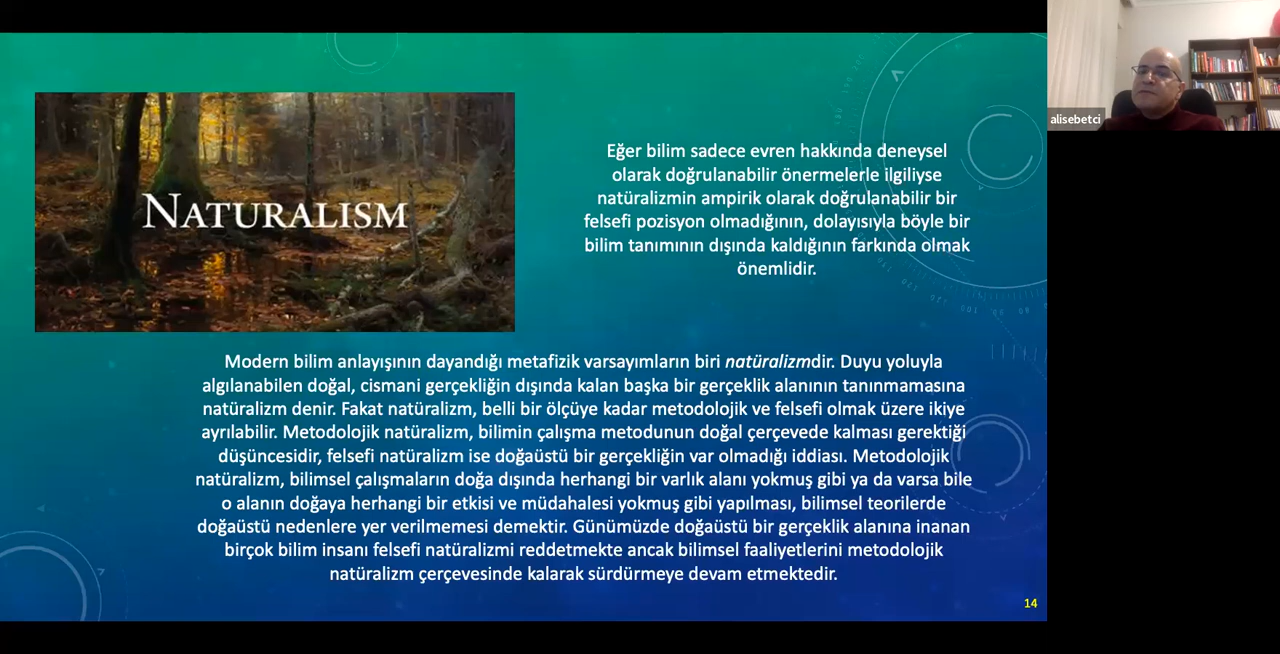 NATURALISM
Eğer bilim sadece evren hakkında deneysel
olarak doğrulanabilir önermelerle ilgiliyse
natüralizmin ampirik olarak doğrulanabilir bir
felsefi pozisyon olmadığının, dolayısıyla böyle bir
bilim tanımının dışında kaldığının farkında olmak
önemlidir.
Modern bilim anlayışının dayandığı metafizik varsayımların biri natüralizmdir. Duyu yoluyla
algılanabilen doğal, cismani gerçekliğin dışında kalan başka bir gerçeklik alanının tanınmamasına
natüralizm denir. Fakat natüralizm, belli bir ölçüye kadar metodolojik ve felsefi olmak üzere ikiye
ayrılabilir. Metodolojik natüralizm, bilimin çalışma metodunun doğal çerçevede kalması gerektiği
düşüncesidir, felsefi natüralizm ise doğaüstü bir gerçekliğin var olmadığı iddiası. Metodolojik
natüralizm, bilimsel çalışmaların doğa dışında herhangi bir varlık alanı yokmuş gibi ya da varsa bile
o alanın doğaya herhangi bir etkisi ve müdahalesi yokmuş gibi yapılması, bilimsel teorilerde
doğaüstü nedenlere yer verilmemesi demektir. Günümüzde doğaüstü bir gerçeklik alanına inanan
birçok bilim insanı felsefi natüralizmi reddetmekte ancak bilimsel faaliyetlerini metodolojik
natüralizm çerçevesinde kalarak sürdürmeye devam etmektedir.
14
alisebetci